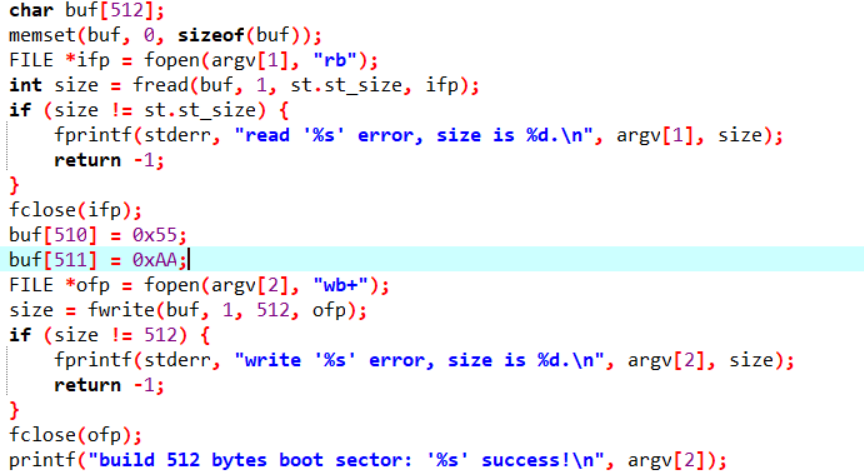 char buf[512];
memset(buf, 0, sizeof(buf));
FILE *ifp = fopen(argv[1], "rb");
int size = fread(buf, 1, st.st_size, ifp);
if (size != st.st_size) {
    fprintf(stderr, "read '%s' error, size is %d.\n", argv[1], size);
    return -1;
}
fclose(ifp);
buf[510] = 0x55;
buf[511] = 0xAA;
FILE *ofp = fopen(argv[2], "wb+");
size = fwrite(buf, 1, 512, ofp);
if (size != 512) {
    fprintf(stderr, "write '%s' error, size is %d.\n", argv[2], size);
    return -1;
}
fclose(ofp);
printf("build 512 bytes boot sector: '%s' success!\n", argv[2]);